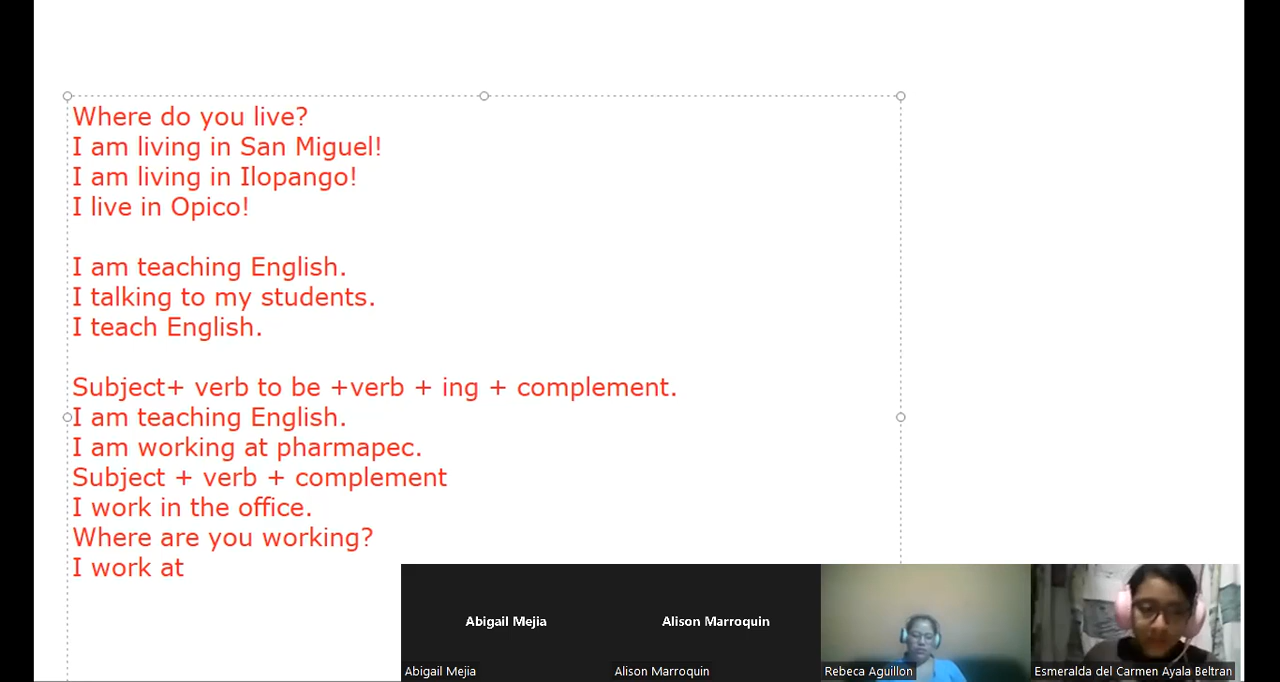 Where do you live?
I am living in San Miguel!
I am living in Ilopango!
I live in Opico!
I am teaching English.
I talking to my students.
I teach English.
Subject+ verb to be +verb + ing + complement.
I am teaching English.
I am working at pharmapec.
Subject + verb + complement
I work in the office.
Where are you working?
I work at
Abigail Mejia
Alison Marroquin
Abigail Mejia
Alison Marroquin
Rebeca Aguillon
Esmeralda del Carmen Ayala Beltran